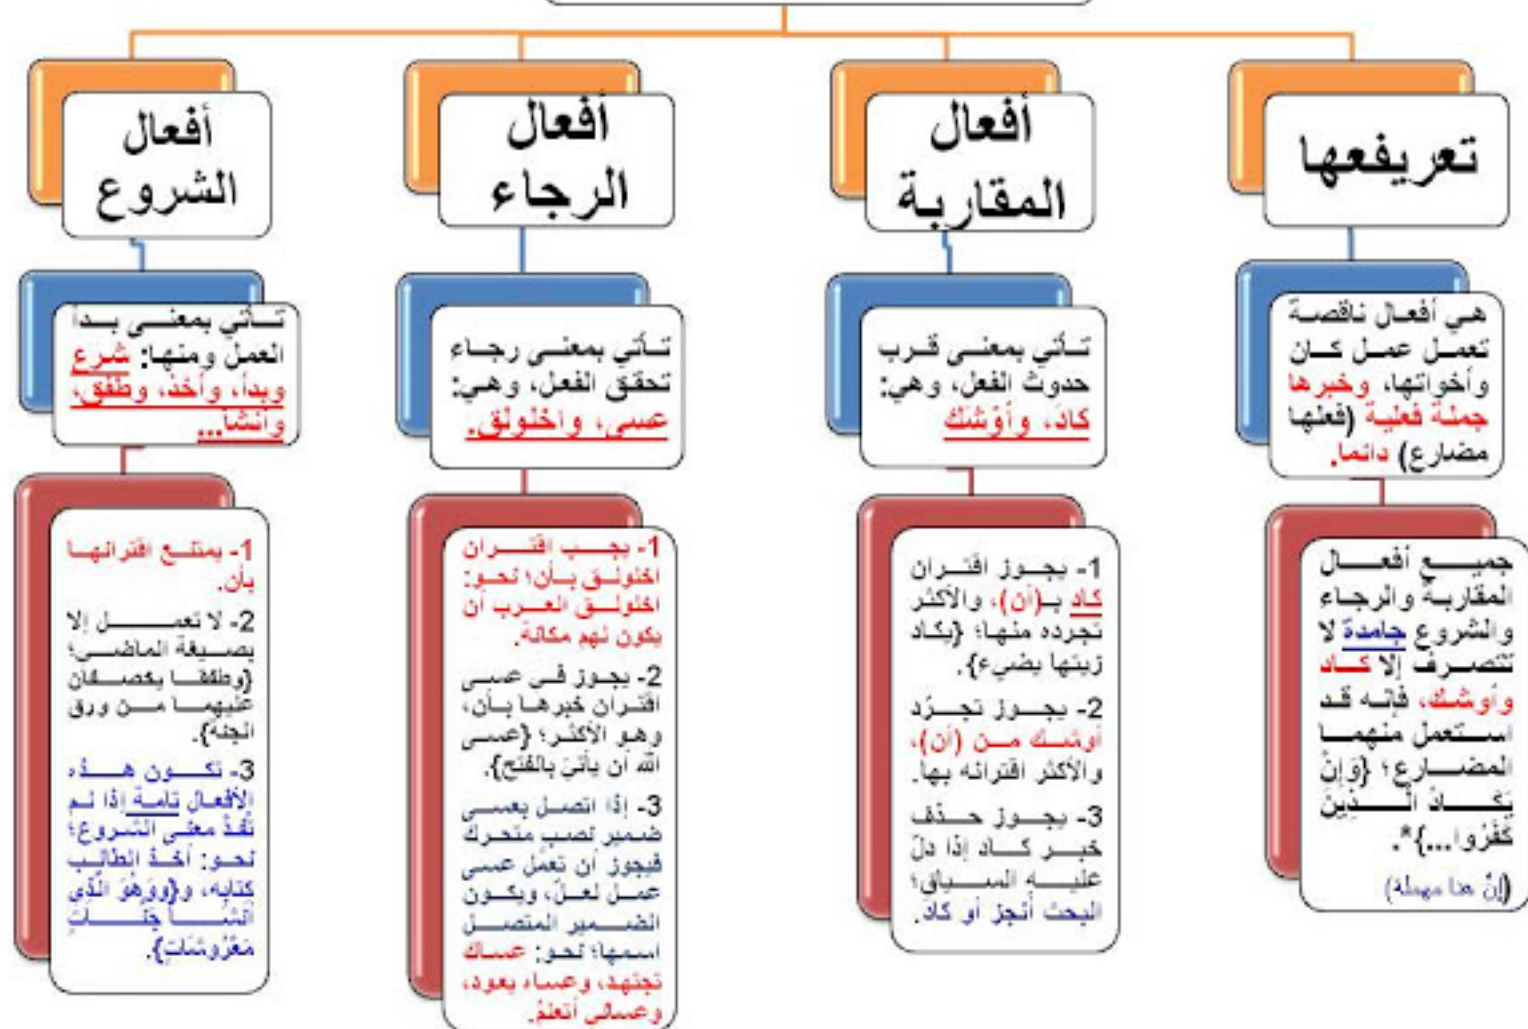 تعريفعها
هي أفعال ناقصة
تعمل عمل كان
وأخواتها، وخبرها
جملة فعلية (فعلها
مضارع) دائما.
جميع أفعال
المقاربة والرجاء
والشروع جامدة لا
تتصرف إلا كاد
وأوشك، فإنه قد
استعمل منهما
المضارع؛ {وَإِنْ
يَكَادُ الَّذِينَ
كَفَرُوا...}*.
(إنْ هنا مهملة)
أفعال
المقاربة
تأتي بمعنى قرب
حدوث الفعل، وهي:
كادَ، وأوْشَكَ
1- يجوز اقتران
كاد بـ(أن)، والأكثر
تجرده منها؛ {يكاد
زيتها يضيء}.
2- يجوز تجرّد
أوشك من (أن)،
والأكثر اقترانه بها.
3- يجوز حذف
خبر كاد إذا دلّ
عليه السياق؛
البحث أنجز أو كادَ.
أفعال
الرجاء
تأتي بمعنى رجاء
تحقق الفعل، وهي:
عسى، واخلولق.
1- يجب اقتران
اخلولق بأن؛ نحو:
اخلولق العرب أن
يكون لهم مكانة.
2- يجوز في عسى
اقتران خبرها بأن،
وهو الأكثر؛ {عسى
الله أن يأتيَ بالفتح}.
3- إذا اتصل بعسى
ضمير نصب متحرك
فيجوز أن تعمل عسى
عمل لعلّ، ويكون
الضمير المتصل
اسمها؛ نحو: عساك
تجتهد، وعساه يعود،
وعساني أتعلمُ.
أفعال
الشروع
تأتي بمعنى بدأ
العمل ومنها: شرع
وبدأ، وأخذ، وطفق،
وأنشأ...
1- يمتنع اقترانها
بأن.
2- لا تعمل إلا
بصيغة الماضي؛
{وطفقا يخصفان
عليهما من ورق
الجنة}.
3- تكون هذه
الأفعال تامة إذا لم
تُفدْ معنى الشروع؛
نحو: أخذ الطالب
كتابه، و{ووَهُوَ الَّذِي
أَنشَأَ جَنَّاتٍ
مَعْرُوشَاتٍ}.